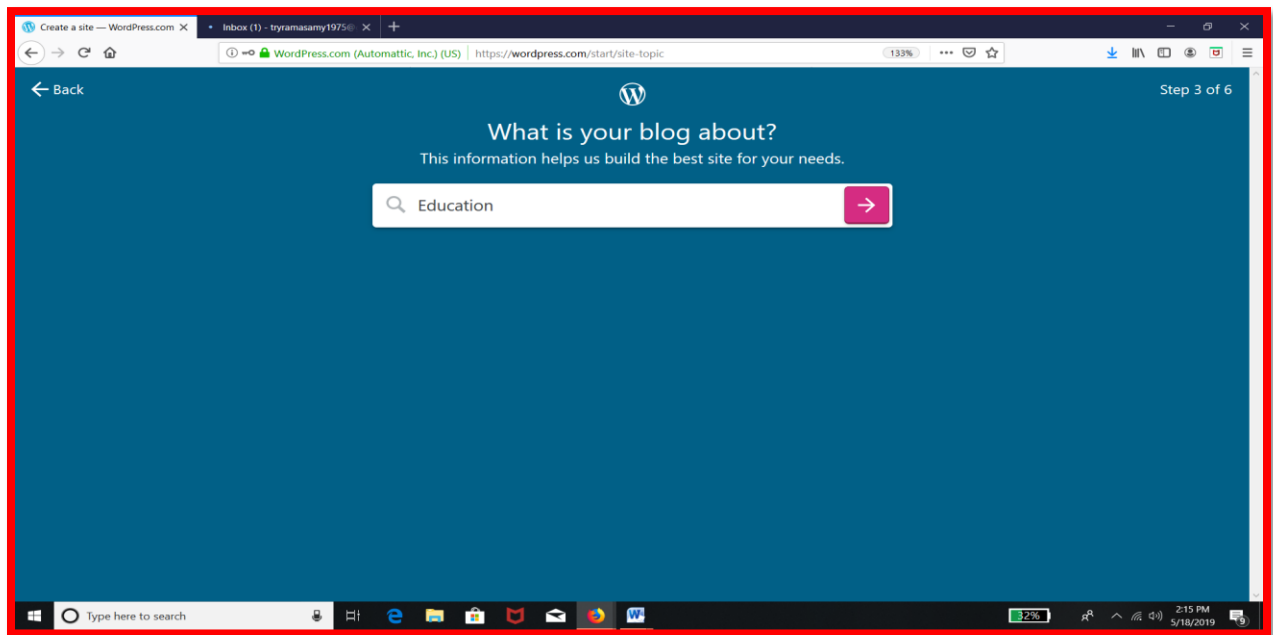 Create a site — WordPress.com
Inbox (1) - tryramasamy1975@
WordPress.com (Automattic, Inc.) (US) https://wordpress.com/start/site-topic 133%
Back
Step 3 of 6
What is your blog about?
This information helps us build the best site for your needs.
Education
Type here to search
32%
2:15 PM
5/18/2019
9